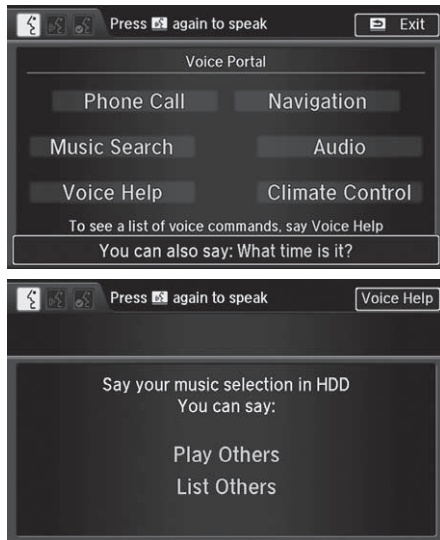 Press again to speak
Exit
Voice Portal
Phone Call Navigation
Music Search Audio
Voice Help Climate Control
To see a list of voice commands, say Voice Help
You can also say: What time is it?
Press again to speak
Voice Help
Say your music selection in HDD
You can say:
Play Others
List Others